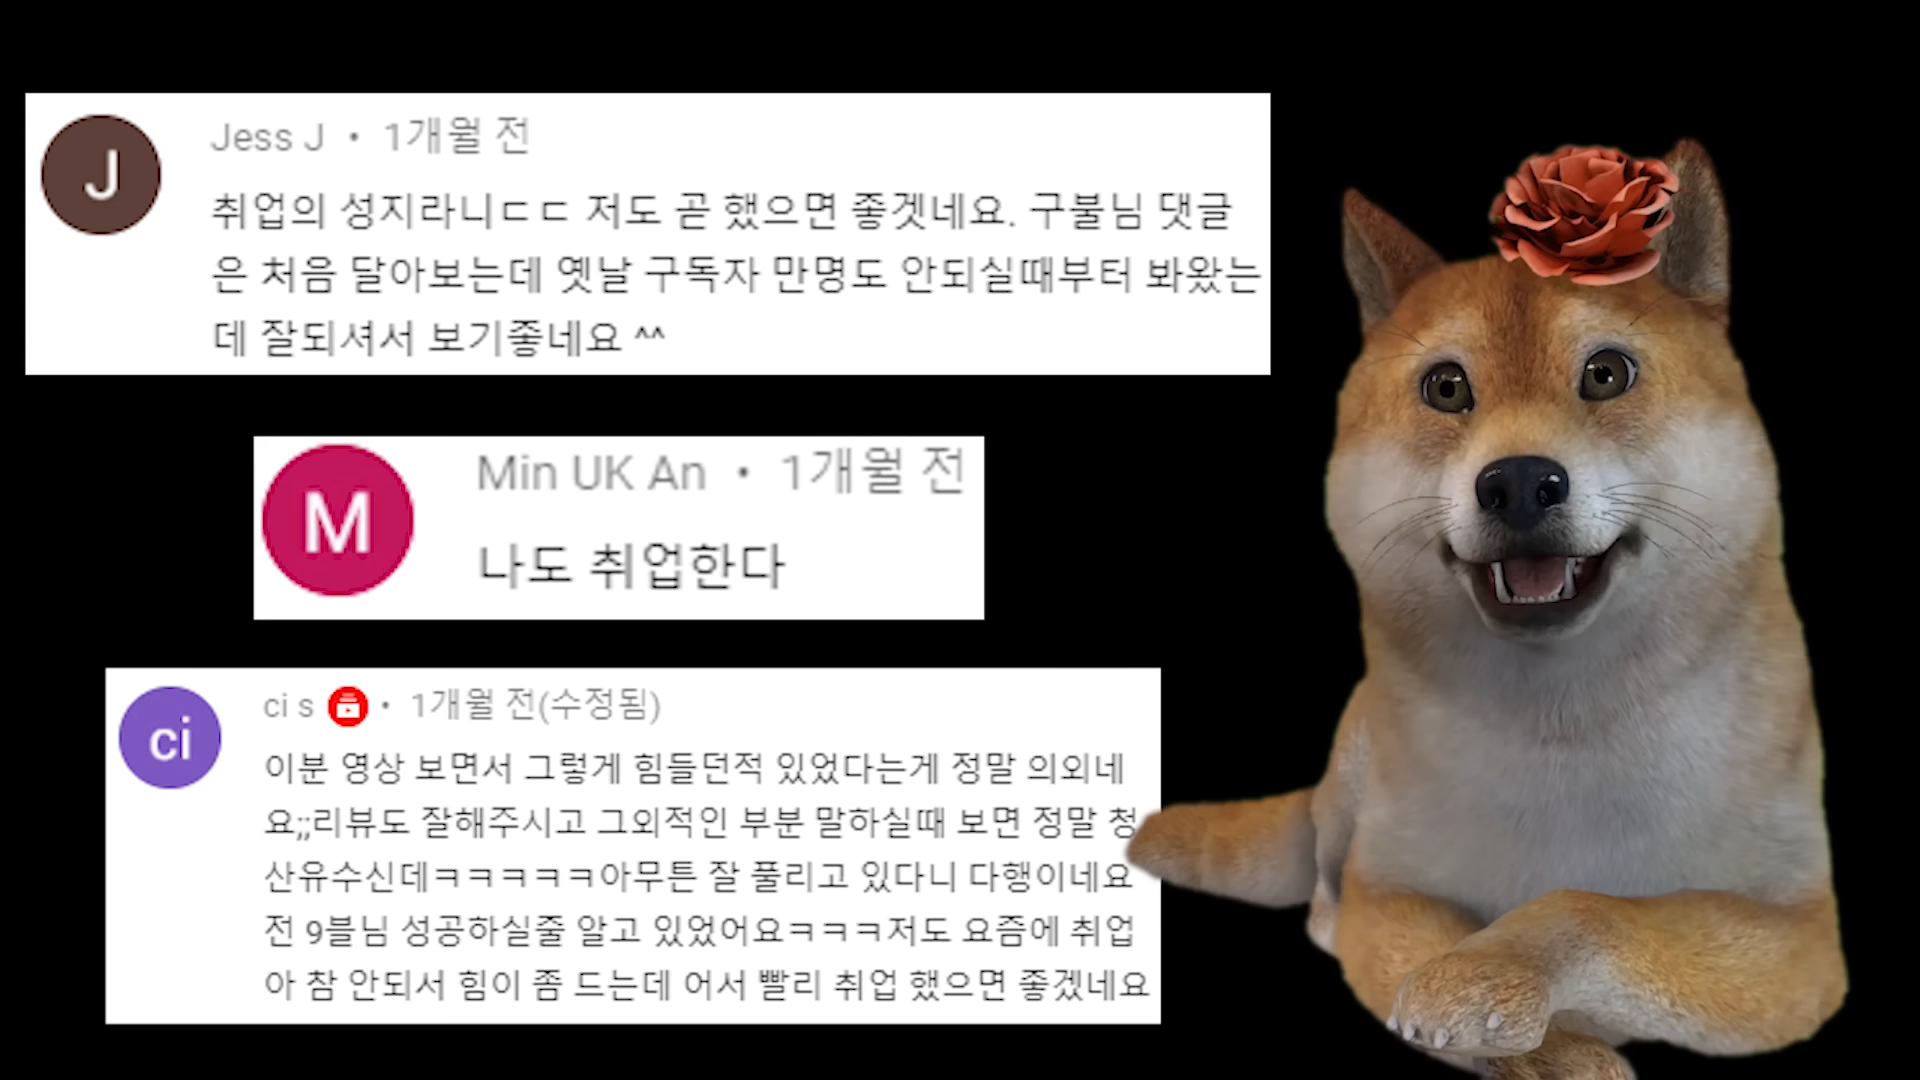 J
Jess J • 1개월 전
취업의 성지라니ㄷㄷ 저도 곧 했으면 좋겟네요. 구불님 댓글
은 처음 달아보는데 옛날 구독자 만명도 안되실때부터 봐왔는
데 잘되셔서 보기좋네요 ^^
M
Min UK An • 1개월 전
나도 취업한다
ci
ci s • 1개월 전(수정됨)
이분 영상 보면서 그렇게 힘들던적 있었다는게 정말 의외네
요;;리뷰도 잘해주시고 그외적인 부분 말하실때 보면 정말 청
산유수신데ㅋㅋㅋㅋㅋ아무튼 잘 풀리고 있다니 다행이네요
전 9블님 성공하실줄 알고 있었어요ㅋㅋㅋ저도 요즘에 취업
아 참 안되서 힘이 좀 드는데 어서 빨리 취업 했으면 좋겠네요